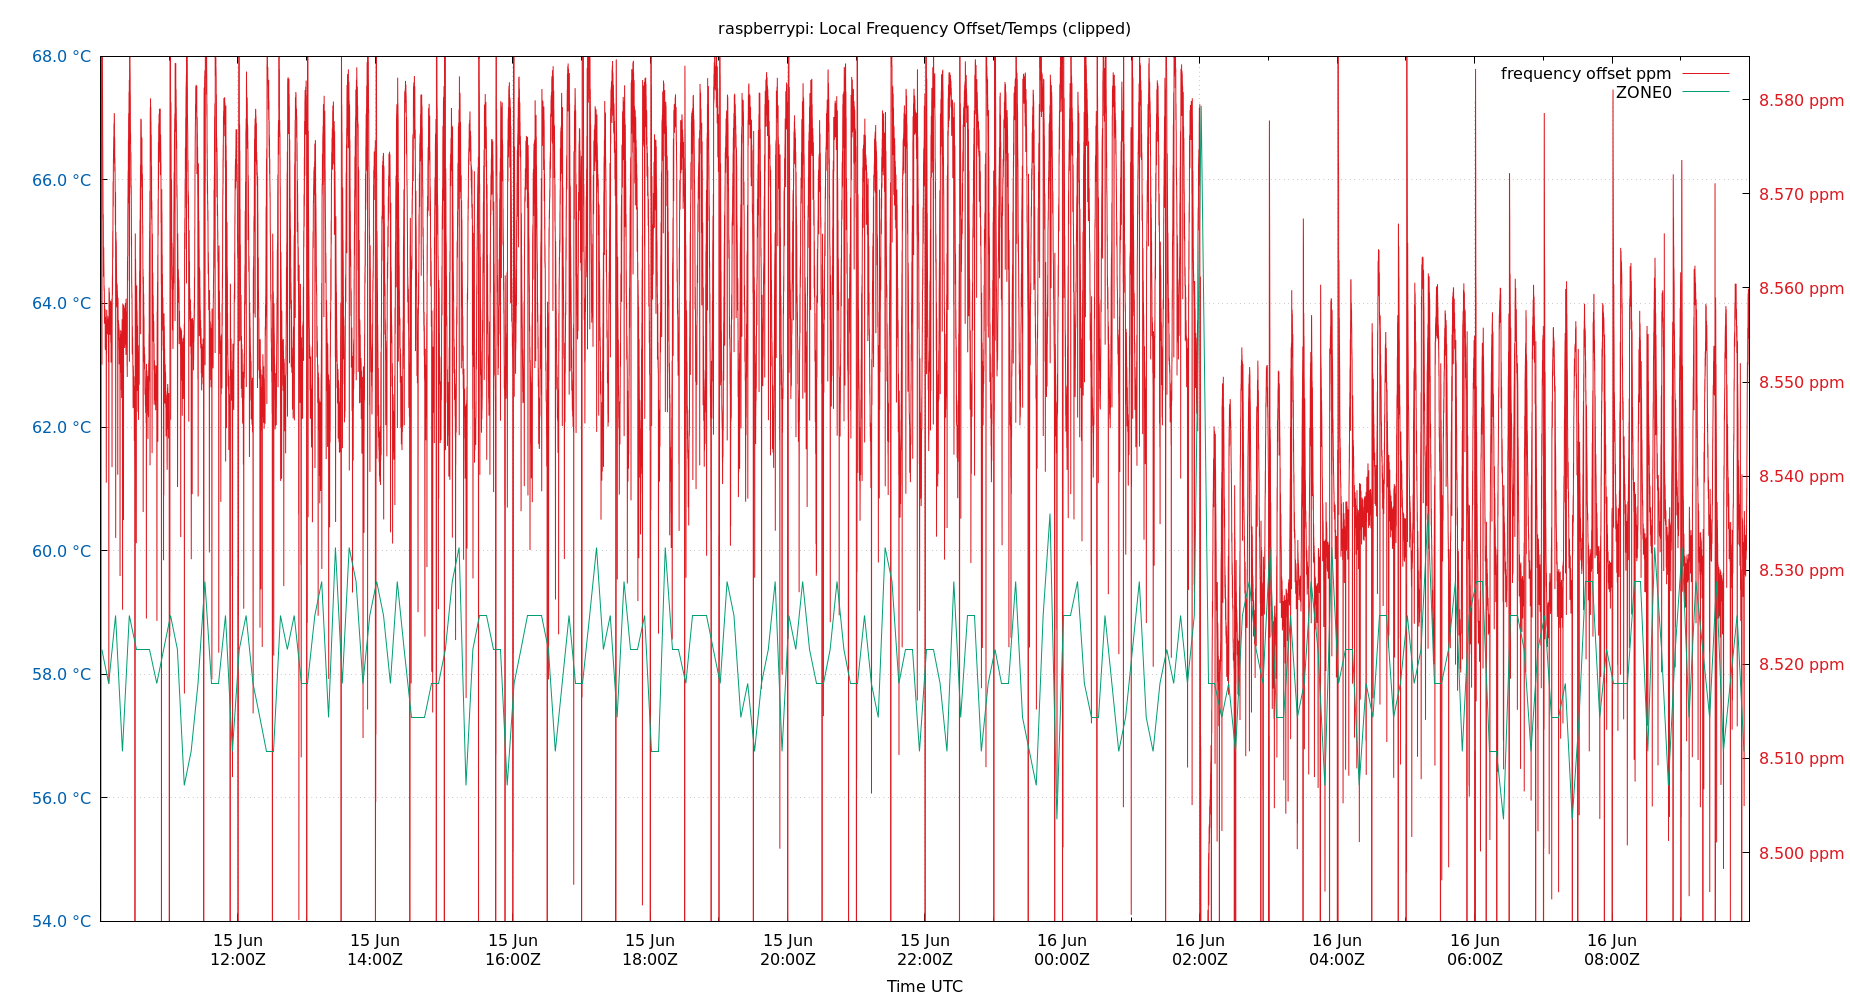 raspberrypi: Local Frequency Offset/Temps (clipped)
68.0 °C
66.0 °C
64.0 °C
62.0 °C
60.0 °C
58.0 °C
56.0 °C
54.0 °C
frequency offset ppm
ZONE0
8.580 ppm
8.570 ppm
8.560 ppm
8.550 ppm
8.540 ppm
8.530 ppm
8.520 ppm
8.510 ppm
8.500 ppm
15 Jun 15 Jun 15 Jun 15 Jun 15 Jun 15 Jun 16 Jun 16 Jun 16 Jun 16 Jun 16 Jun
12:00Z 14:00Z 16:00Z 18:00Z 20:00Z 22:00Z 00:00Z 02:00Z 04:00Z 06:00Z 08:00Z
Time UTC